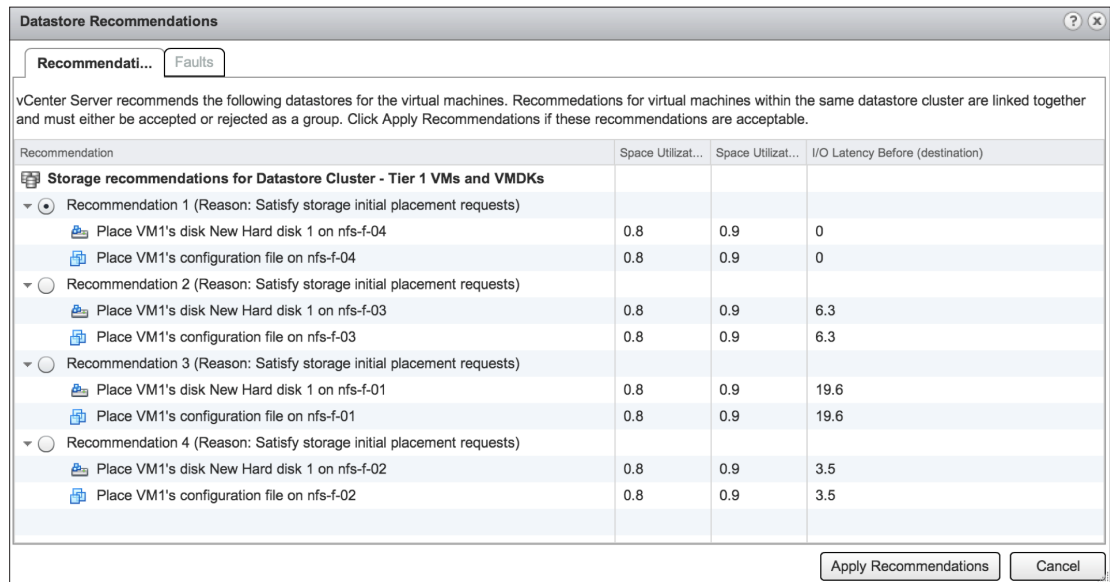 Datastore Recommendations
Recommendati...
Faults
vCenter Server recommends the following datastores for the virtual machines. Recommedations for virtual machines within the same datastore cluster are linked together
and must either be accepted or rejected as a group. Click Apply Recommendations if these recommendations are acceptable.
Recommendation Space Utilizat... Space Utilizat... I/O Latency Before (destination)
Storage recommendations for Datastore Cluster - Tier 1 VMs and VMDKs
Recommendation 1 (Reason: Satisfy storage initial placement requests)
Place VM1's disk New Hard disk 1 on nfs-f-04 0.8 0.9 0
Place VM1's configuration file on nfs-f-04 0.8 0.9 0
Recommendation 2 (Reason: Satisfy storage initial placement requests)
Place VM1's disk New Hard disk 1 on nfs-f-03 0.8 0.9 6.3
Place VM1's configuration file on nfs-f-03 0.8 0.9 6.3
Recommendation 3 (Reason: Satisfy storage initial placement requests)
Place VM1's disk New Hard disk 1 on nfs-f-01 0.8 0.9 19.6
Place VM1's configuration file on nfs-f-01 0.8 0.9 19.6
Recommendation 4 (Reason: Satisfy storage initial placement requests)
Place VM1's disk New Hard disk 1 on nfs-f-02 0.8 0.9 3.5
Place VM1's configuration file on nfs-f-02 0.8 0.9 3.5
Apply Recommendations Cancel